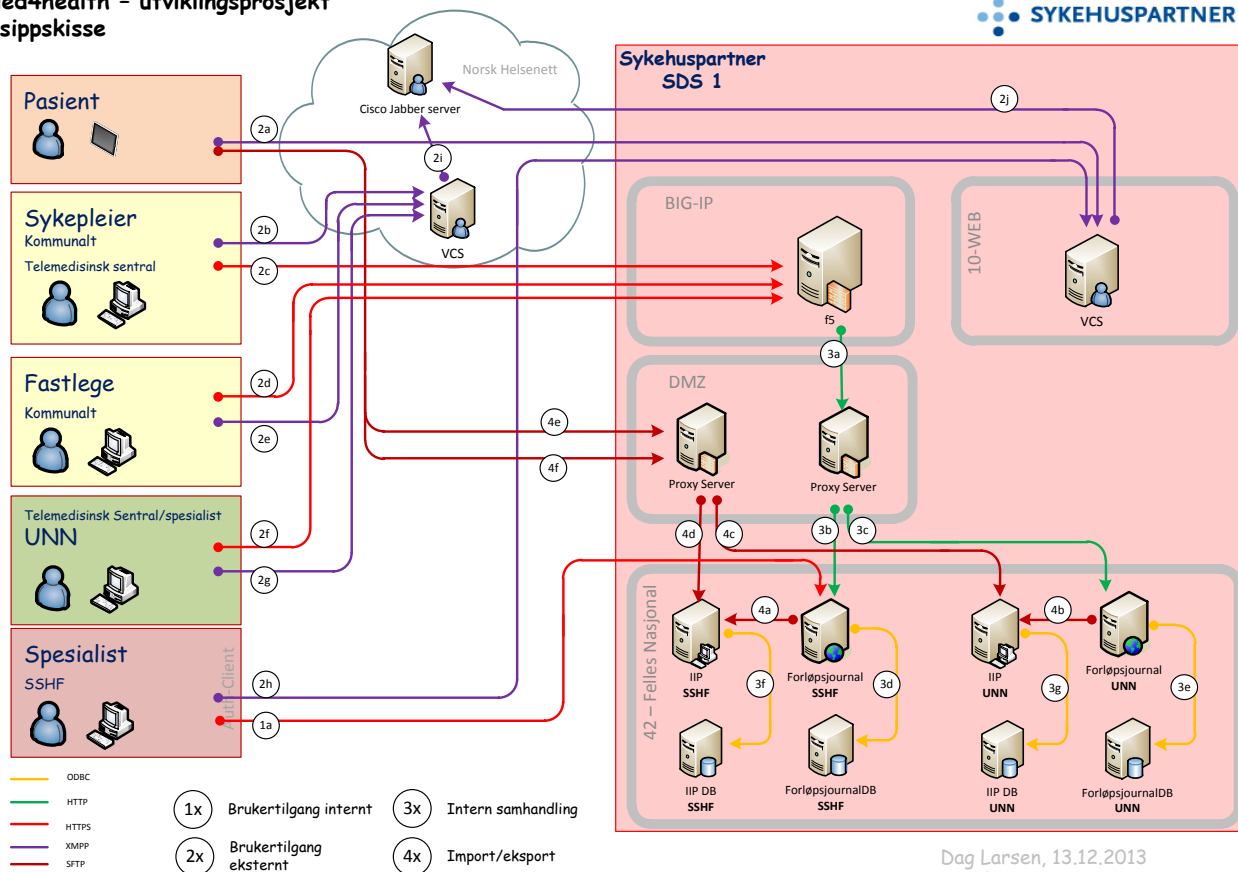 ed4health – utviklingsprosjekt
sippskisse
SYKEHUSPARTNER
Norsk Helsenett
Cisco Jabber server
VCS
Sykehuspartner
SDS 1
Pasient
2a
2i
2j
Sykepleier
Kommunalt
Telemedisinsk sentral
2b
2c
BIG-IP
f5
10-WEB
VCS
3a
Fastlege
Kommunalt
2d
2e
DMZ
Proxy Server
Proxy Server
4e
4f
Telemedisinsk Sentral/spesialist
UNN
2f
2g
4d
4c
3b
3c
42 – Felles Nasjonal
4a
4b
IIP
SSHF
Forløpsjournal
SSHF
IIP
UNN
Forløpsjournal
UNN
3f
3d
3g
3e
IIP DB
SSHF
ForløpsjournalDB
SSHF
IIP DB
UNN
ForløpsjournalDB
UNN
Spesialist
SSHF
Auth-Client
2h
1a
ODBC
HTTP
HTTPS
XMPP
SFTP
1x
Brukertilgang internt
2x
Brukertilgang
eksternt
3x
Intern samhandling
4x
Import/eksport
Dag Larsen, 13.12.2013